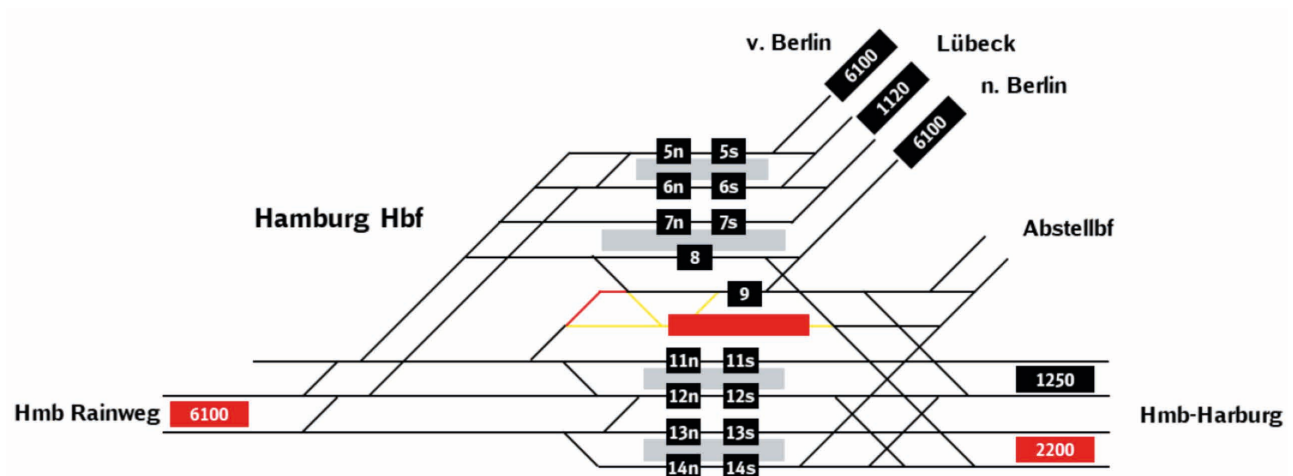 v. Berlin
6100
Lübeck
1120
n. Berlin
6100
5n 5s
6n 6s
Hamburg Hbf
7n 7s
Abstellbf
8
9
11n 11s
1250
12n 12s
Hmb Rainweg
6100
Hmb-Harburg
13n 13s
2200
14n 14s